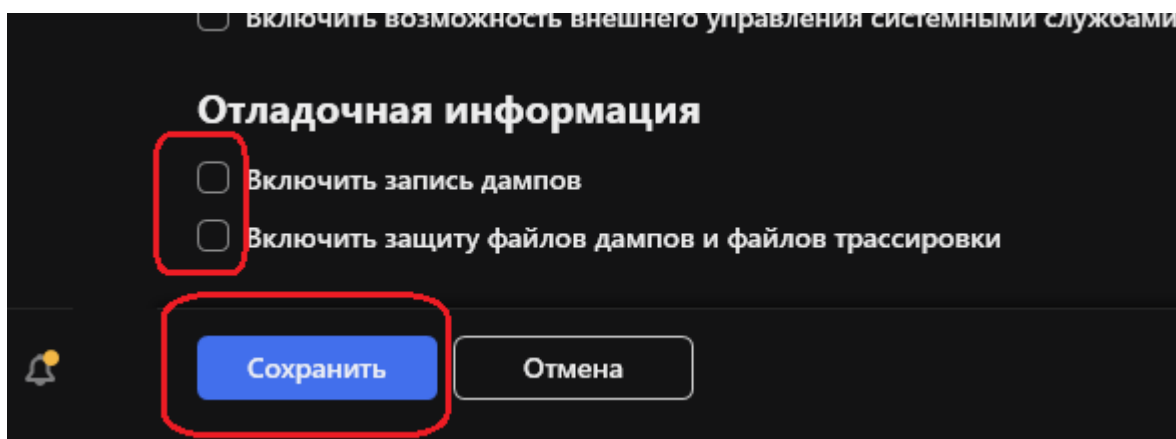 Включить возможность внешнего управления системными службами
Отладочная информация
Включить запись дампов
Включить защиту файлов дампов и файлов трассировки
Сохранить
Отмена